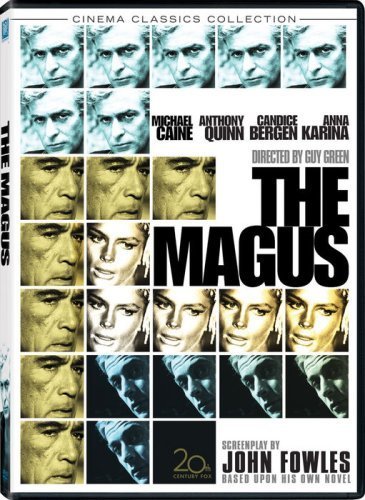 CINEMA CLASSICS COLLECTION
MICHAEL CAINE
ANTHONY QUINN
CANDICE BERGEN
ANNA KARINA
DIRECTED BY GUY GREEN
THE
MAGUS
THE MAGUS
20th
CENTURY FOX
SCREENPLAY BY
JOHN FOWLES
BASED UPON HIS OWN NOVEL